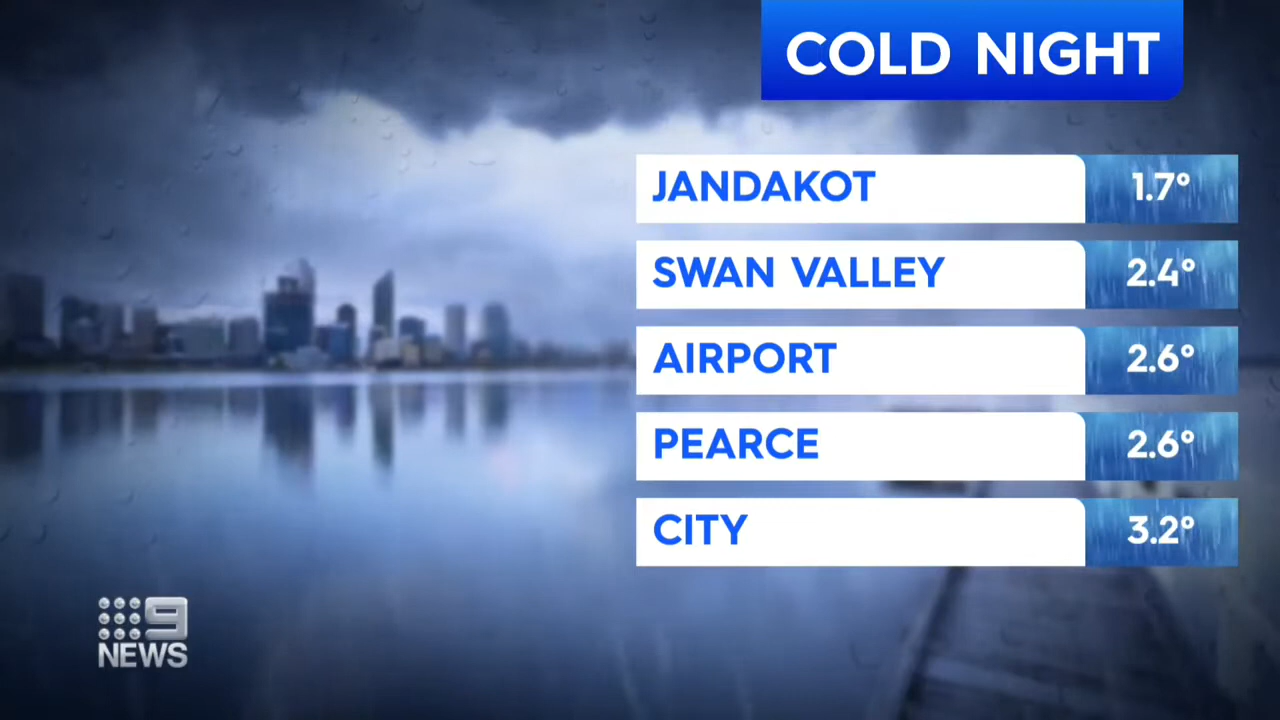 COLD NIGHT
JANDAKOT 1.7°
SWAN VALLEY 2.4°
AIRPORT 2.6°
PEARCE 2.6°
CITY 3.2°
9
NEWS